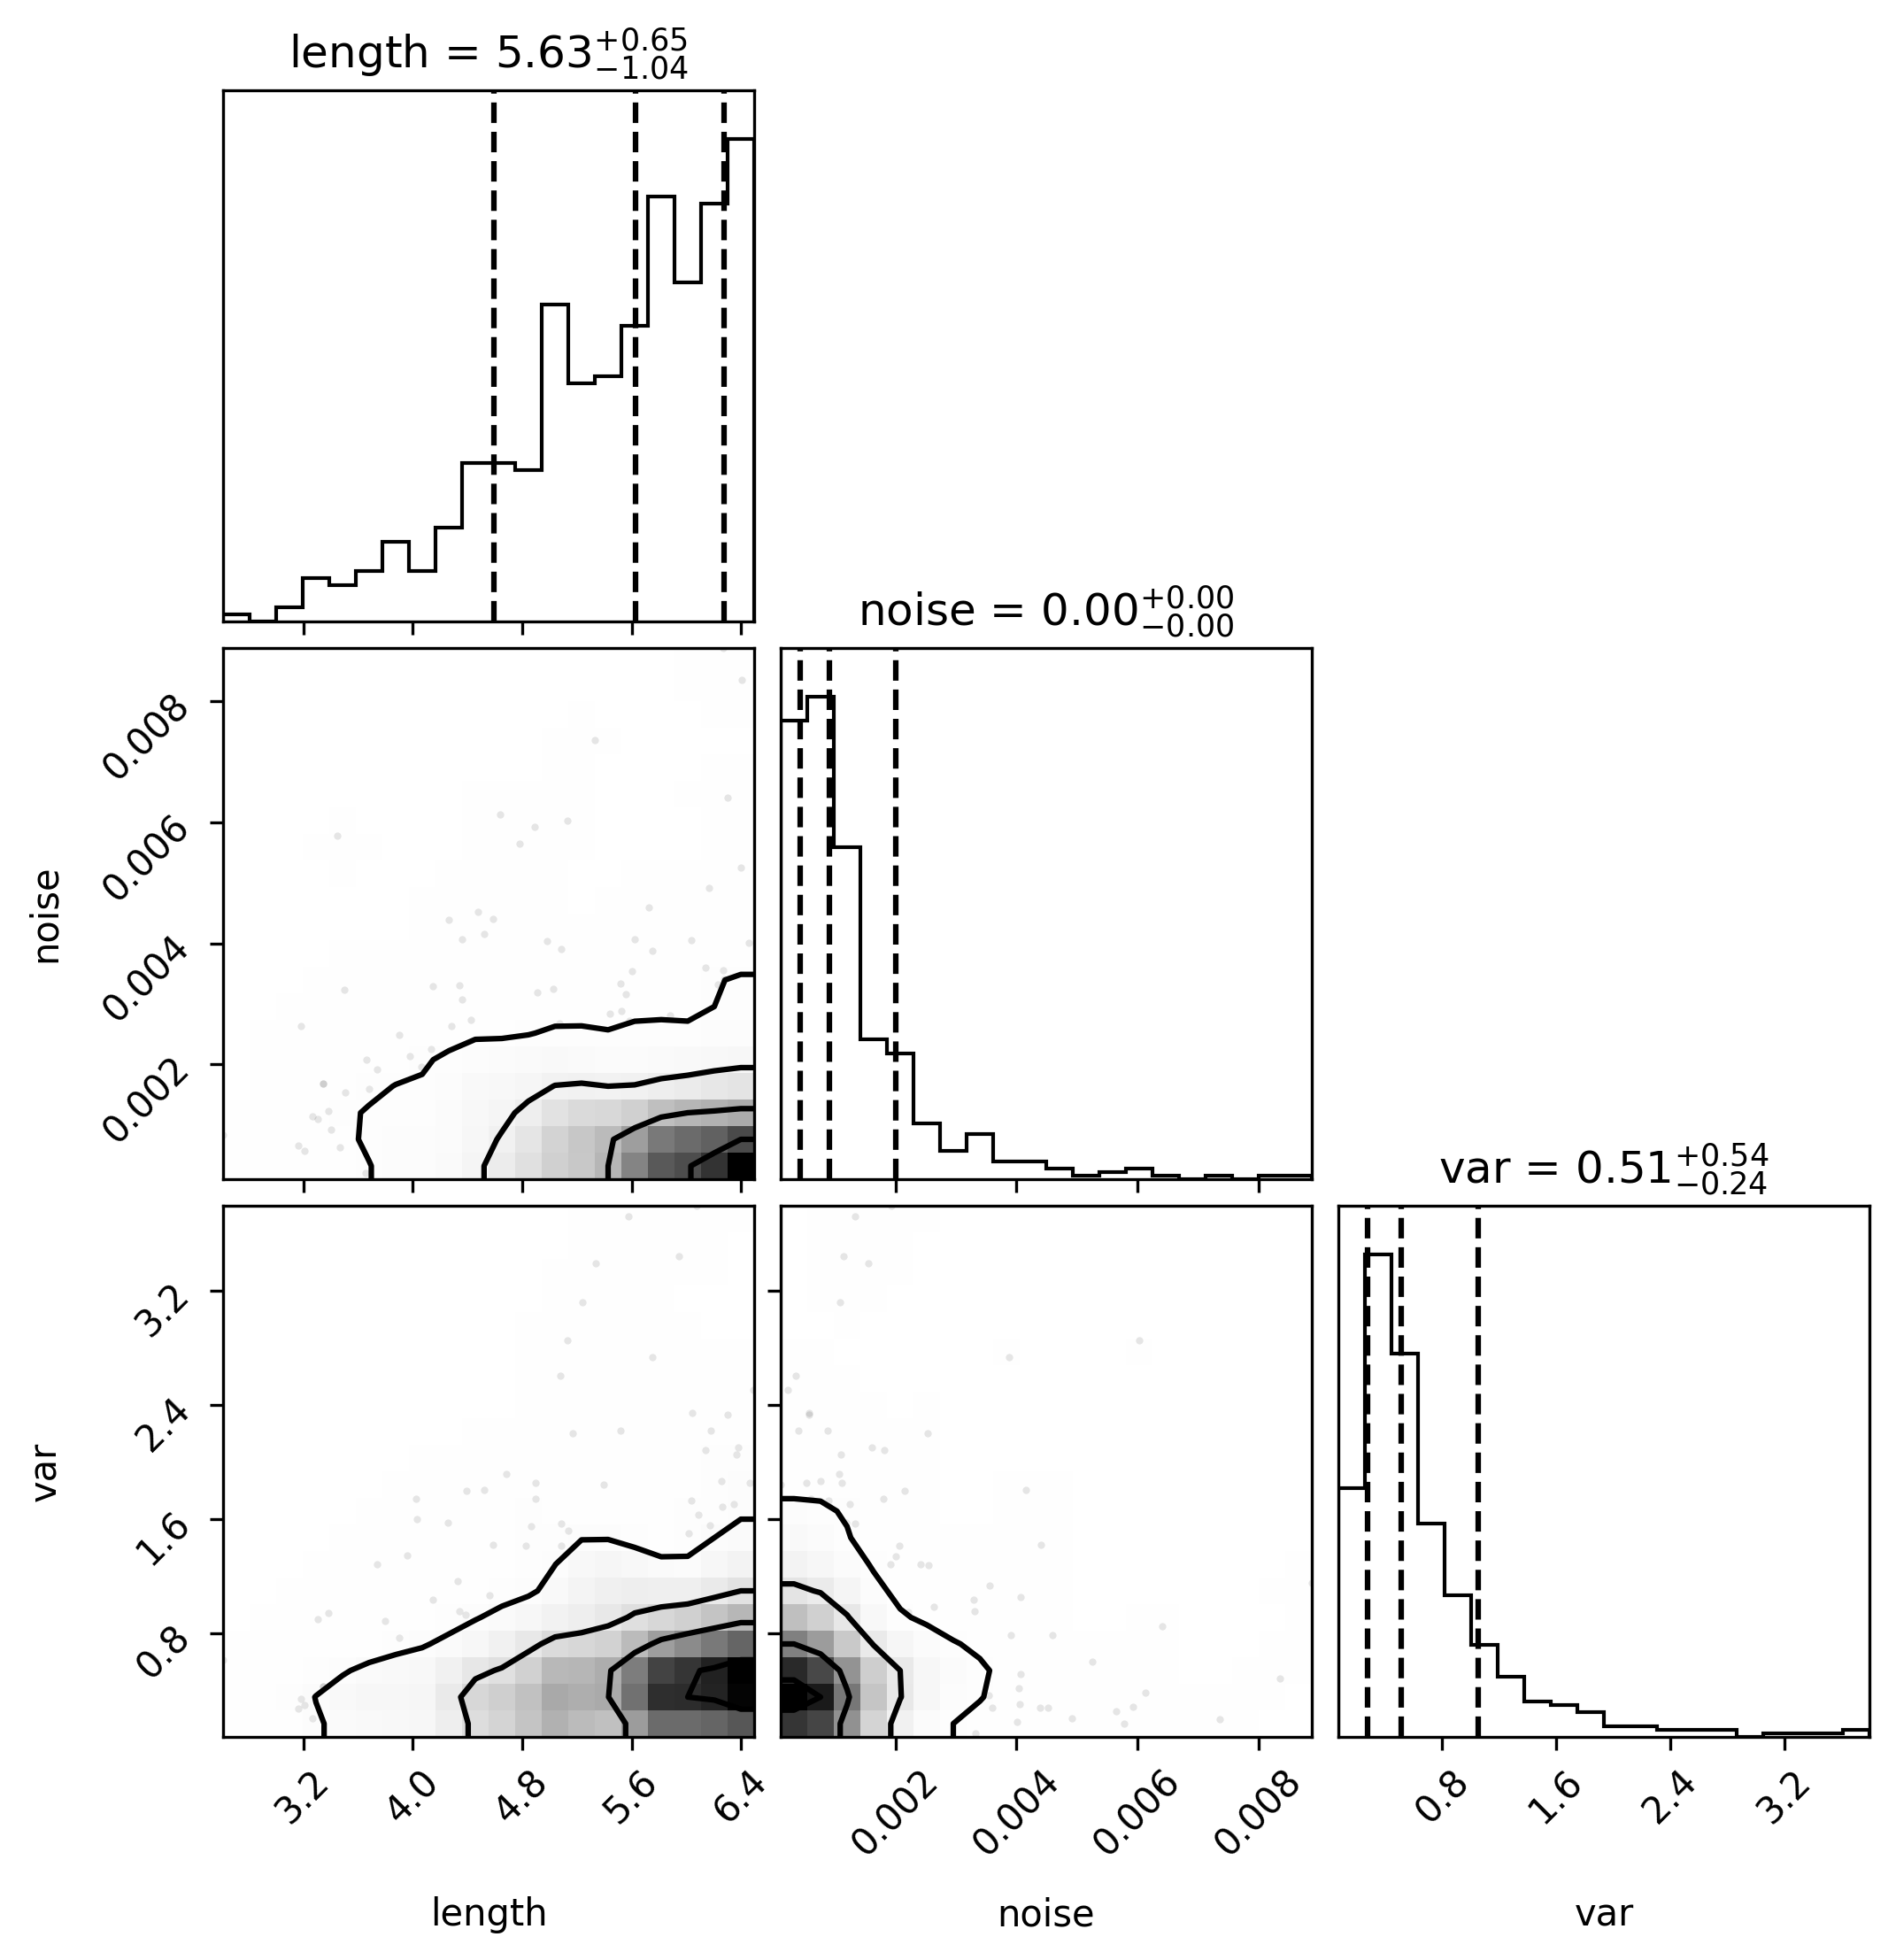 length = 5.63 +0.65 −1.04
noise = 0.00 +0.00 −0.00
0.008
0.006
0.004
0.002
noise
var = 0.51 +0.54 −0.24
3.2
2.4
1.6
0.8
var
3.2 4.0 4.8 5.6 6.4 0.002 0.004 0.006 0.008 0.8 1.6 2.4 3.2
length noise var